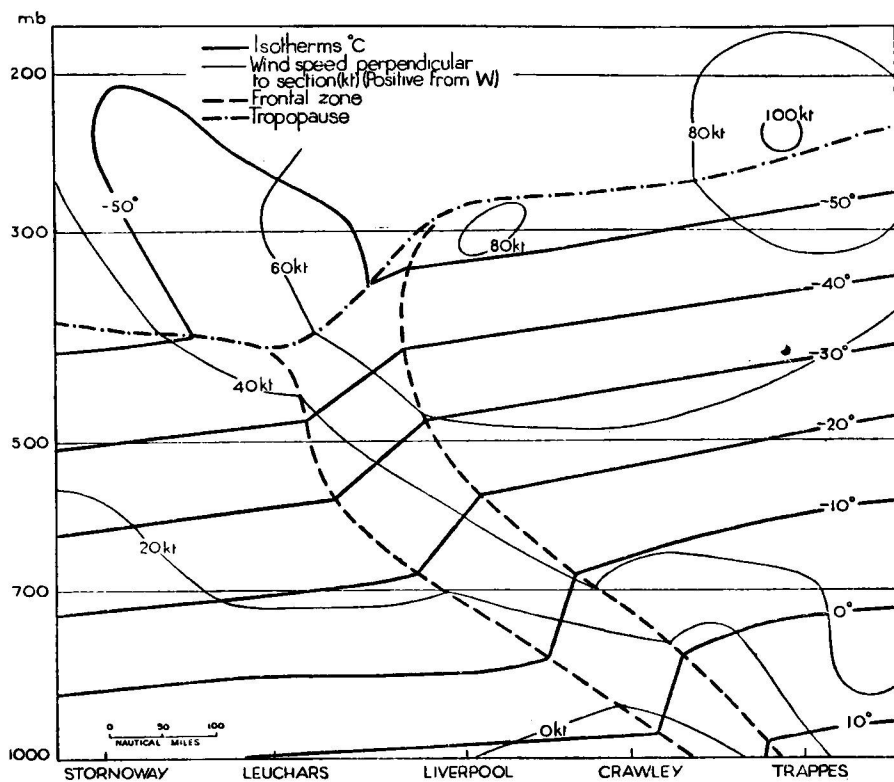 mb
Isotherms °C
Wind speed perpendicular
to section(kt)(Positive from W)
Frontal zone
Tropopause
200
100kt
80kt
-50°
-50°
300
80kt
60kt
-40°
-30°
40kt
-20°
500
-10°
20kt
700
0°
0 50 100
NAUTICAL MILES
0kt
10°
1000
STORNOWAY LEUCHARS LIVERPOOL CRAWLEY TRAPPES